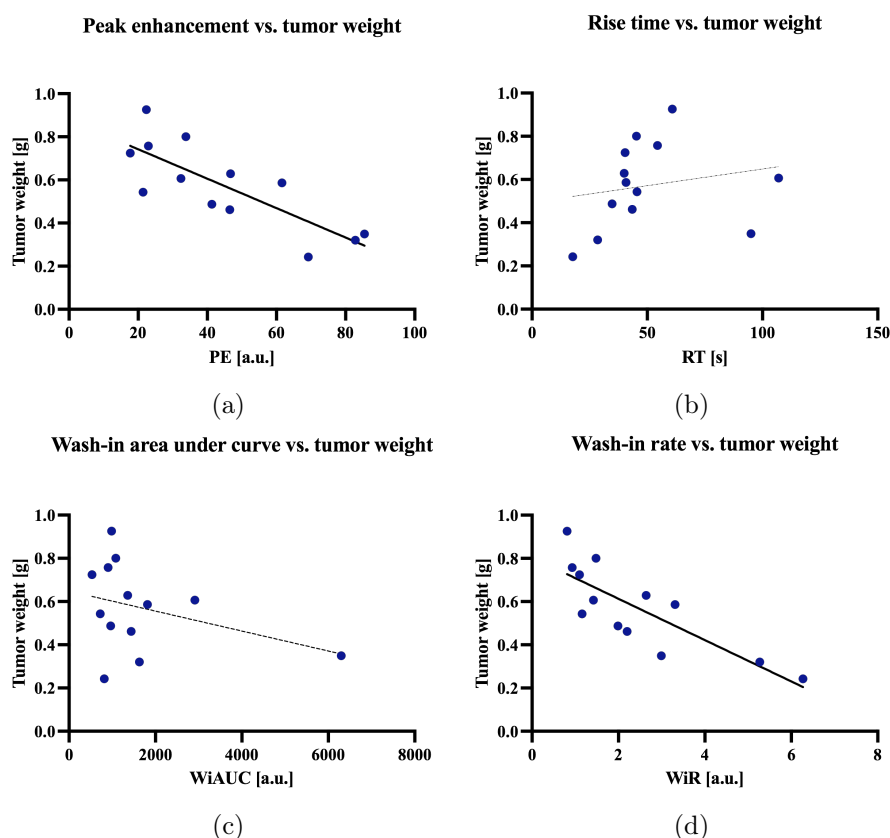 Peak enhancement vs. tumor weight
Tumor weight [g]
1.0
0.8
0.6
0.4
0.2
0.0
0 20 40 60 80 100
PE [a.u.]
(a)
Rise time vs. tumor weight
Tumor weight [g]
1.0
0.8
0.6
0.4
0.2
0.0
0 50 100 150
RT [s]
(b)
Wash-in area under curve vs. tumor weight
Tumor weight [g]
1.0
0.8
0.6
0.4
0.2
0.0
0 2000 4000 6000 8000
WiAUC [a.u.]
(c)
Wash-in rate vs. tumor weight
Tumor weight [g]
1.0
0.8
0.6
0.4
0.2
0.0
0 2 4 6 8
WiR [a.u.]
(d)